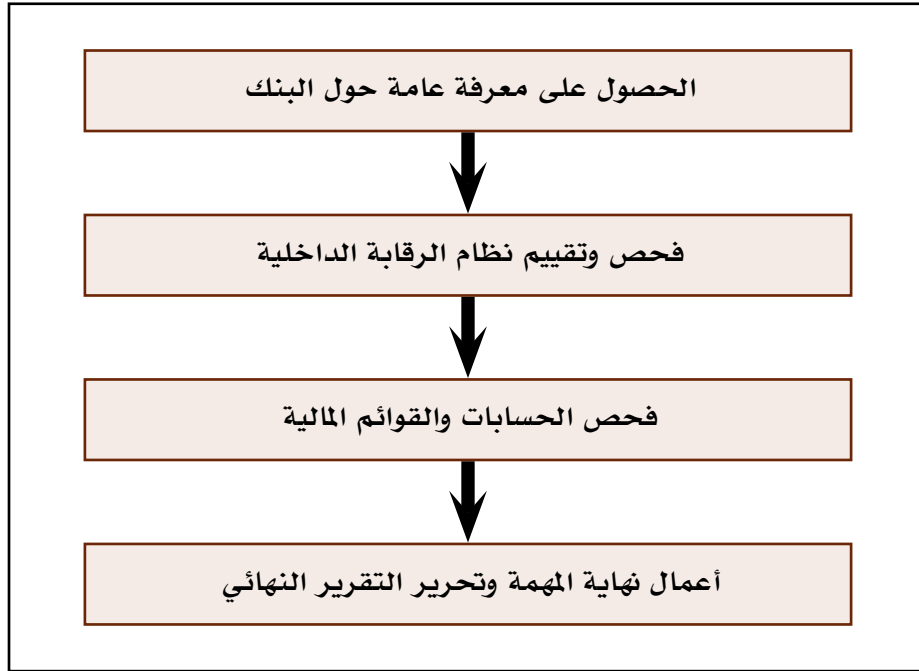 الحصول على معرفة عامة حول البنك
فحص وتقييم نظام الرقابة الداخلية
فحص الحسابات والقوائم المالية
أعمال نهاية المهمة وتحرير التقرير النهائي